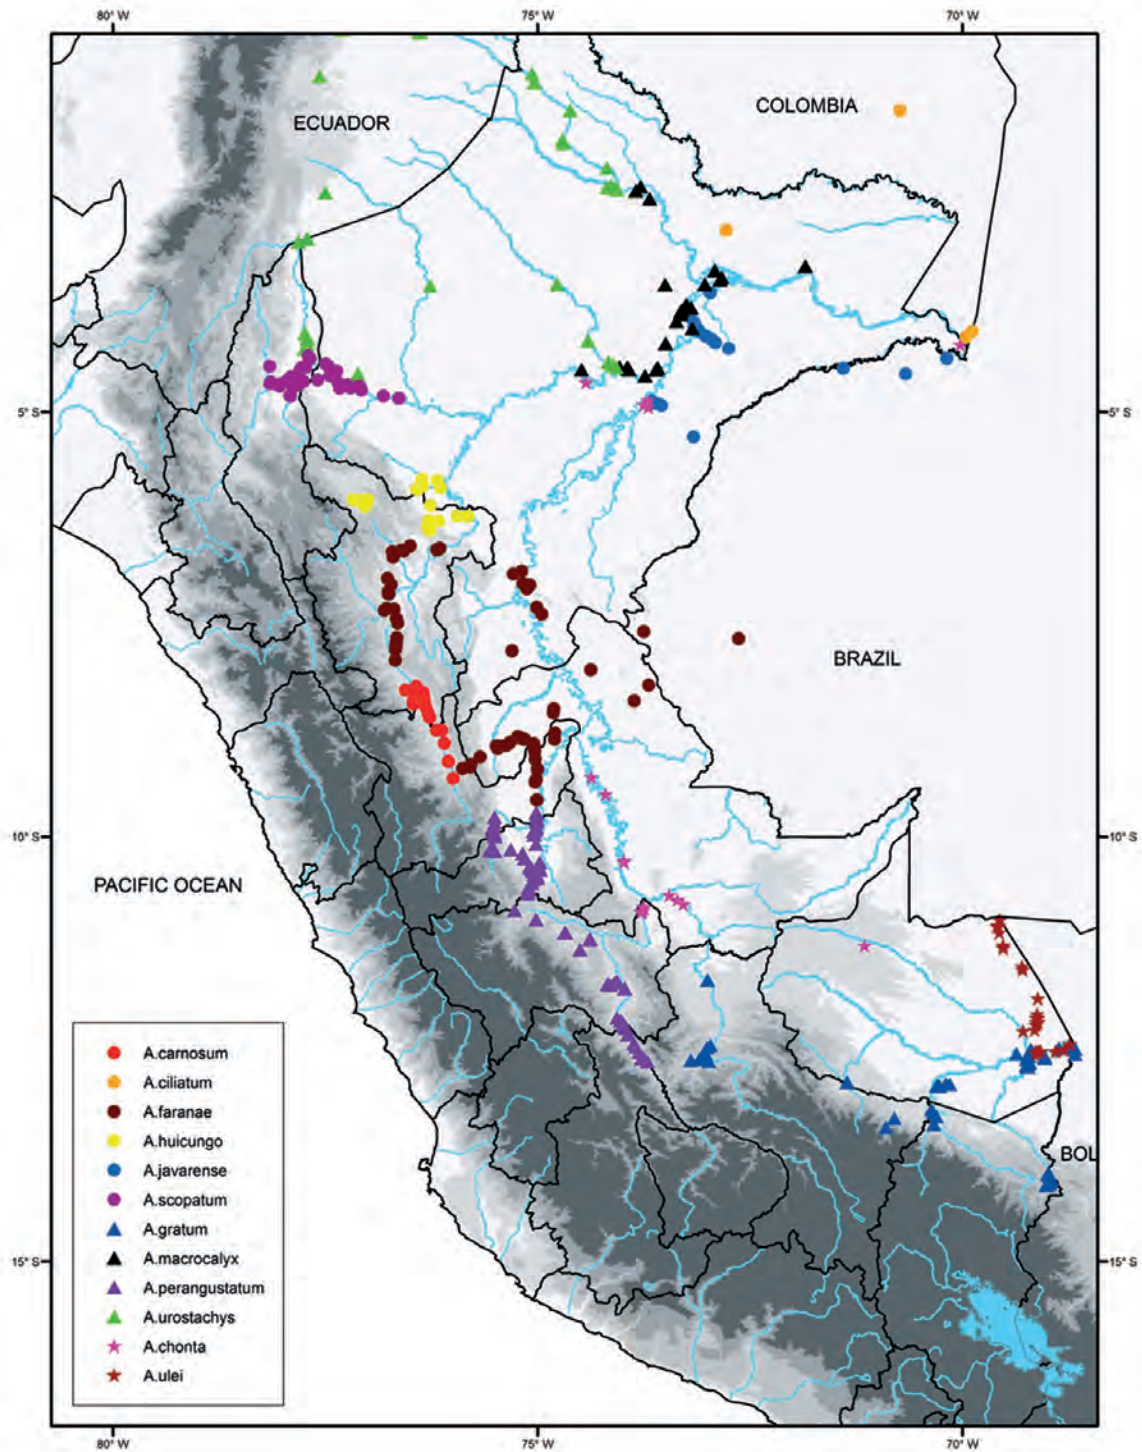 80° W 75° W 70° W
COLOMBIA
ECUADOR
5° S 5° S
BRAZIL
10° S 10° S
PACIFIC OCEAN
A.carnosum
A.ciliatum
A.faranae
A.huicungo
A.javarense
BOL
A.scopatum
A.gratum
A.macrocalyx
15° S 15° S
A.perangustatum
A.urostachys
A.chonta
A.ulei
80° W 75° W 70° W